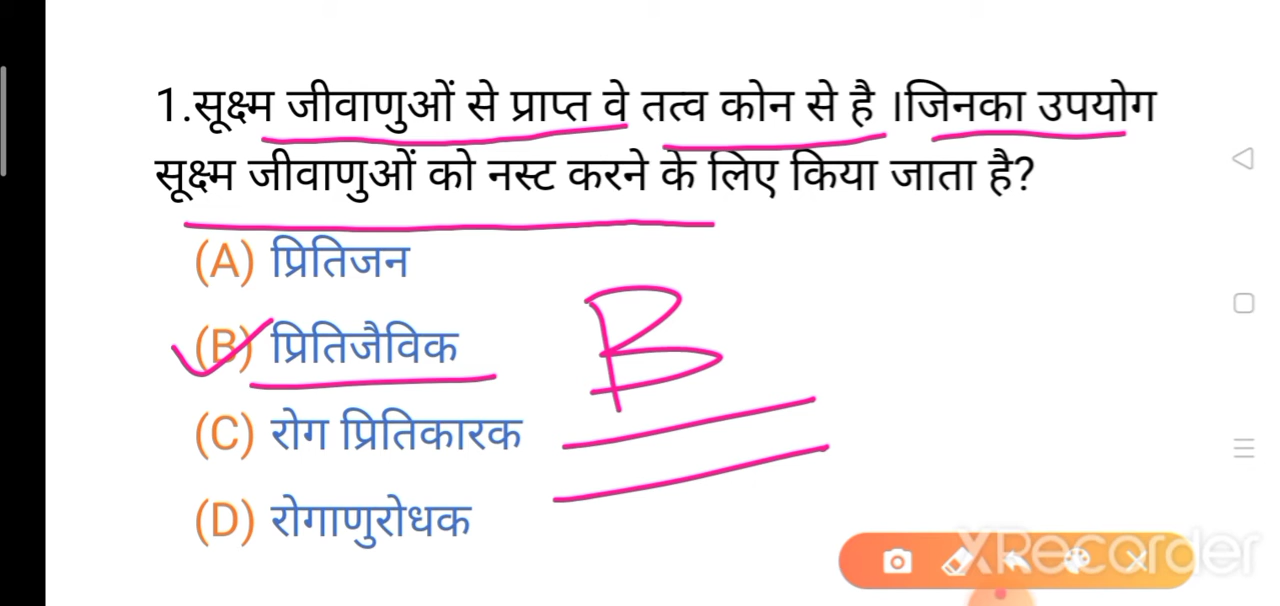 1.सूक्ष्म जीवाणुओं से प्राप्त वे तत्व कोन से है ।जिनका उपयोग
सूक्ष्म जीवाणुओं को नस्ट करने के लिए किया जाता है?
(A) प्रितिजन
(B) प्रितिजैविक
B
(C) रोग प्रितिकारक
(D) रोगाणुरोधक
XRecorder